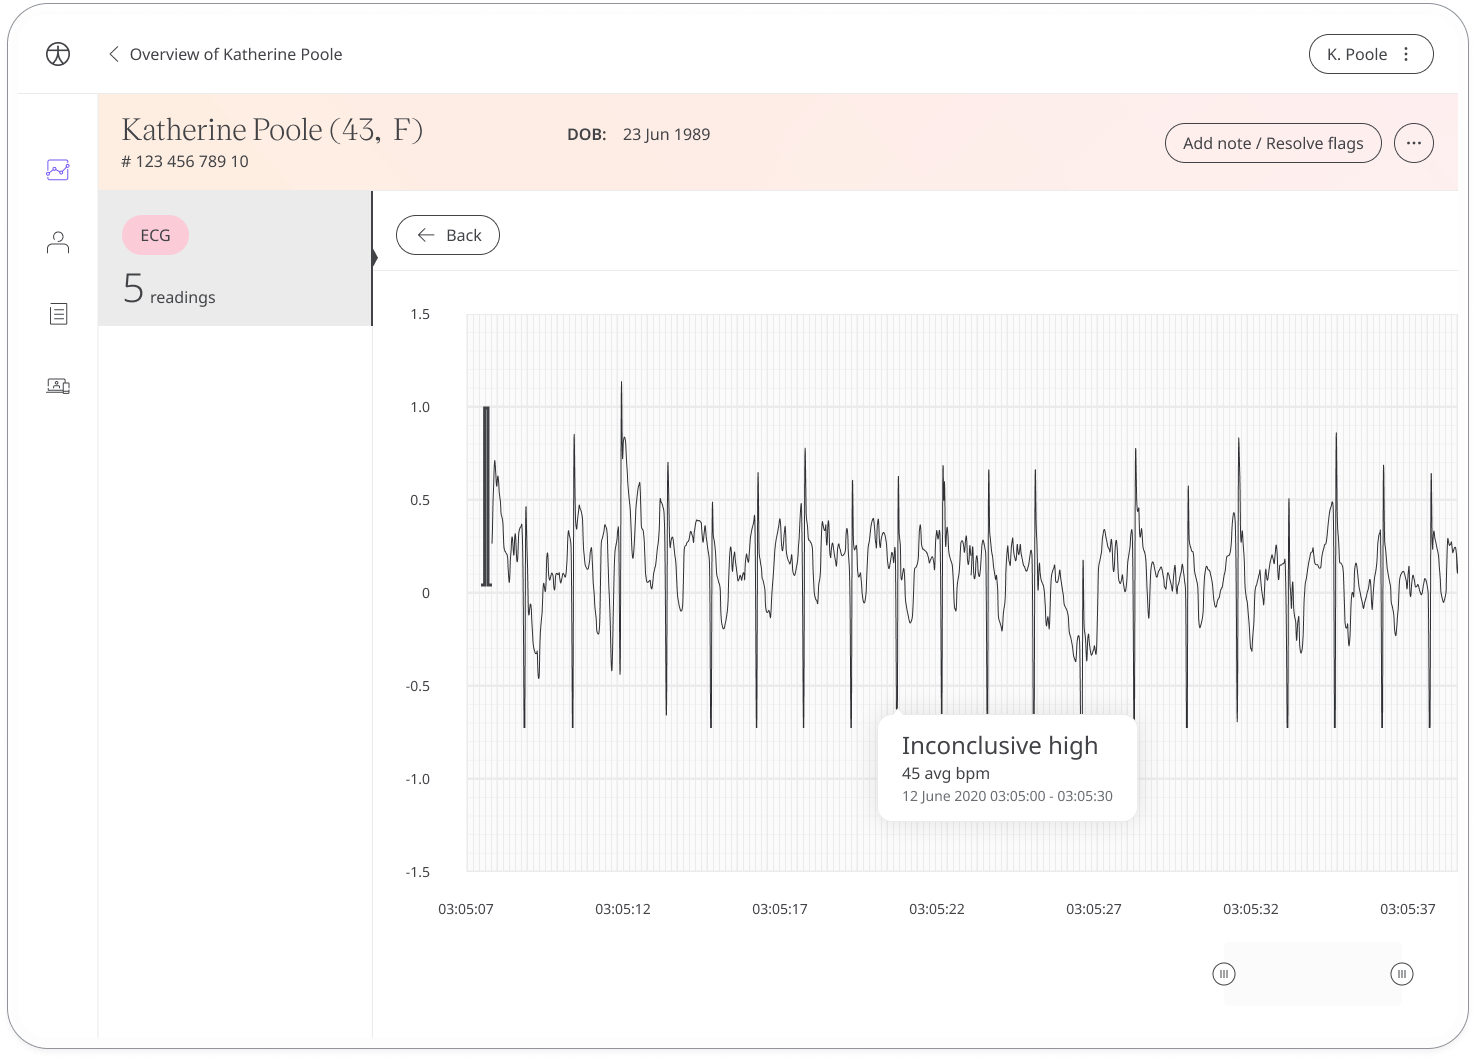 Overview of Katherine Poole
K. Poole
Katherine Poole (43, F)
DOB: 23 Jun 1989
# 123 456 789 10
Add note / Resolve flags
ECG
5 readings
Back
1.5
1.0
0.5
0
-0.5
-1.0
-1.5
Inconclusive high
45 avg bpm
12 June 2020 03:05:00 - 03:05:30
03:05:07 03:05:12 03:05:17 03:05:22 03:05:27 03:05:32 03:05:37